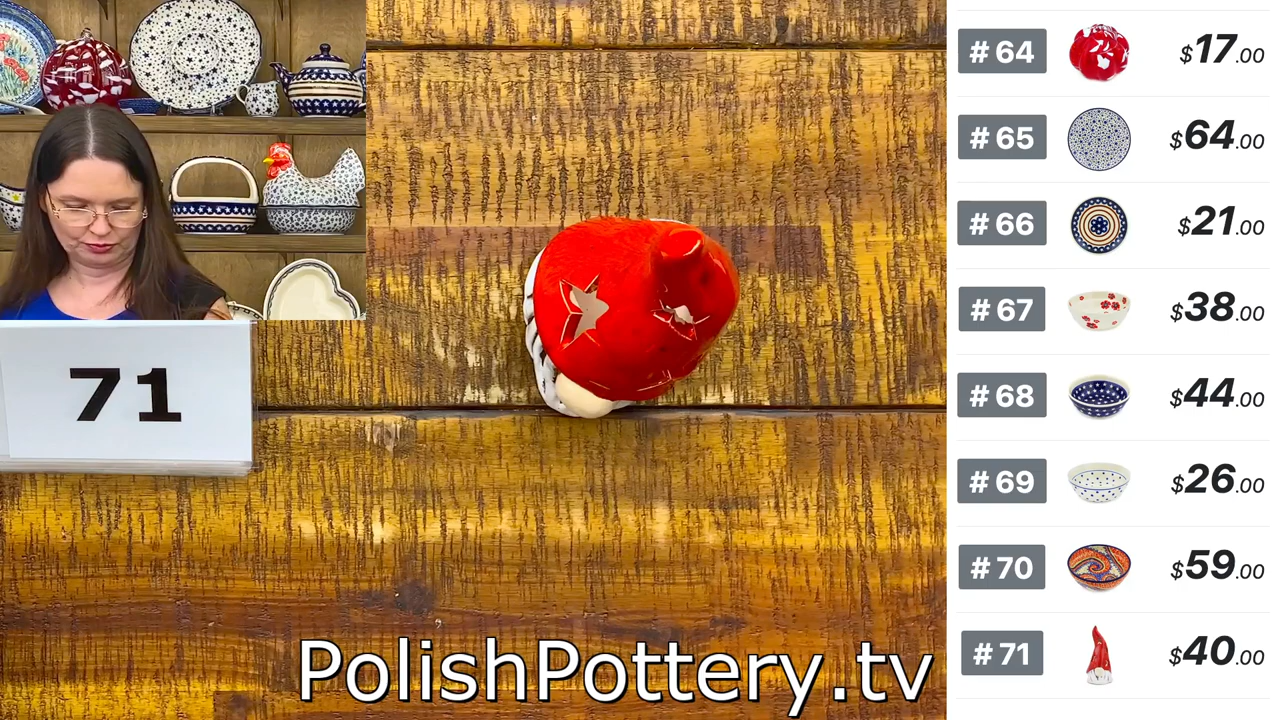 # 64 $17.00
# 65 $64.00
# 66 $21.00
# 67 $38.00
# 68 $44.00
# 69 $26.00
# 70 $59.00
# 71 $40.00
71
PolishPottery.tv